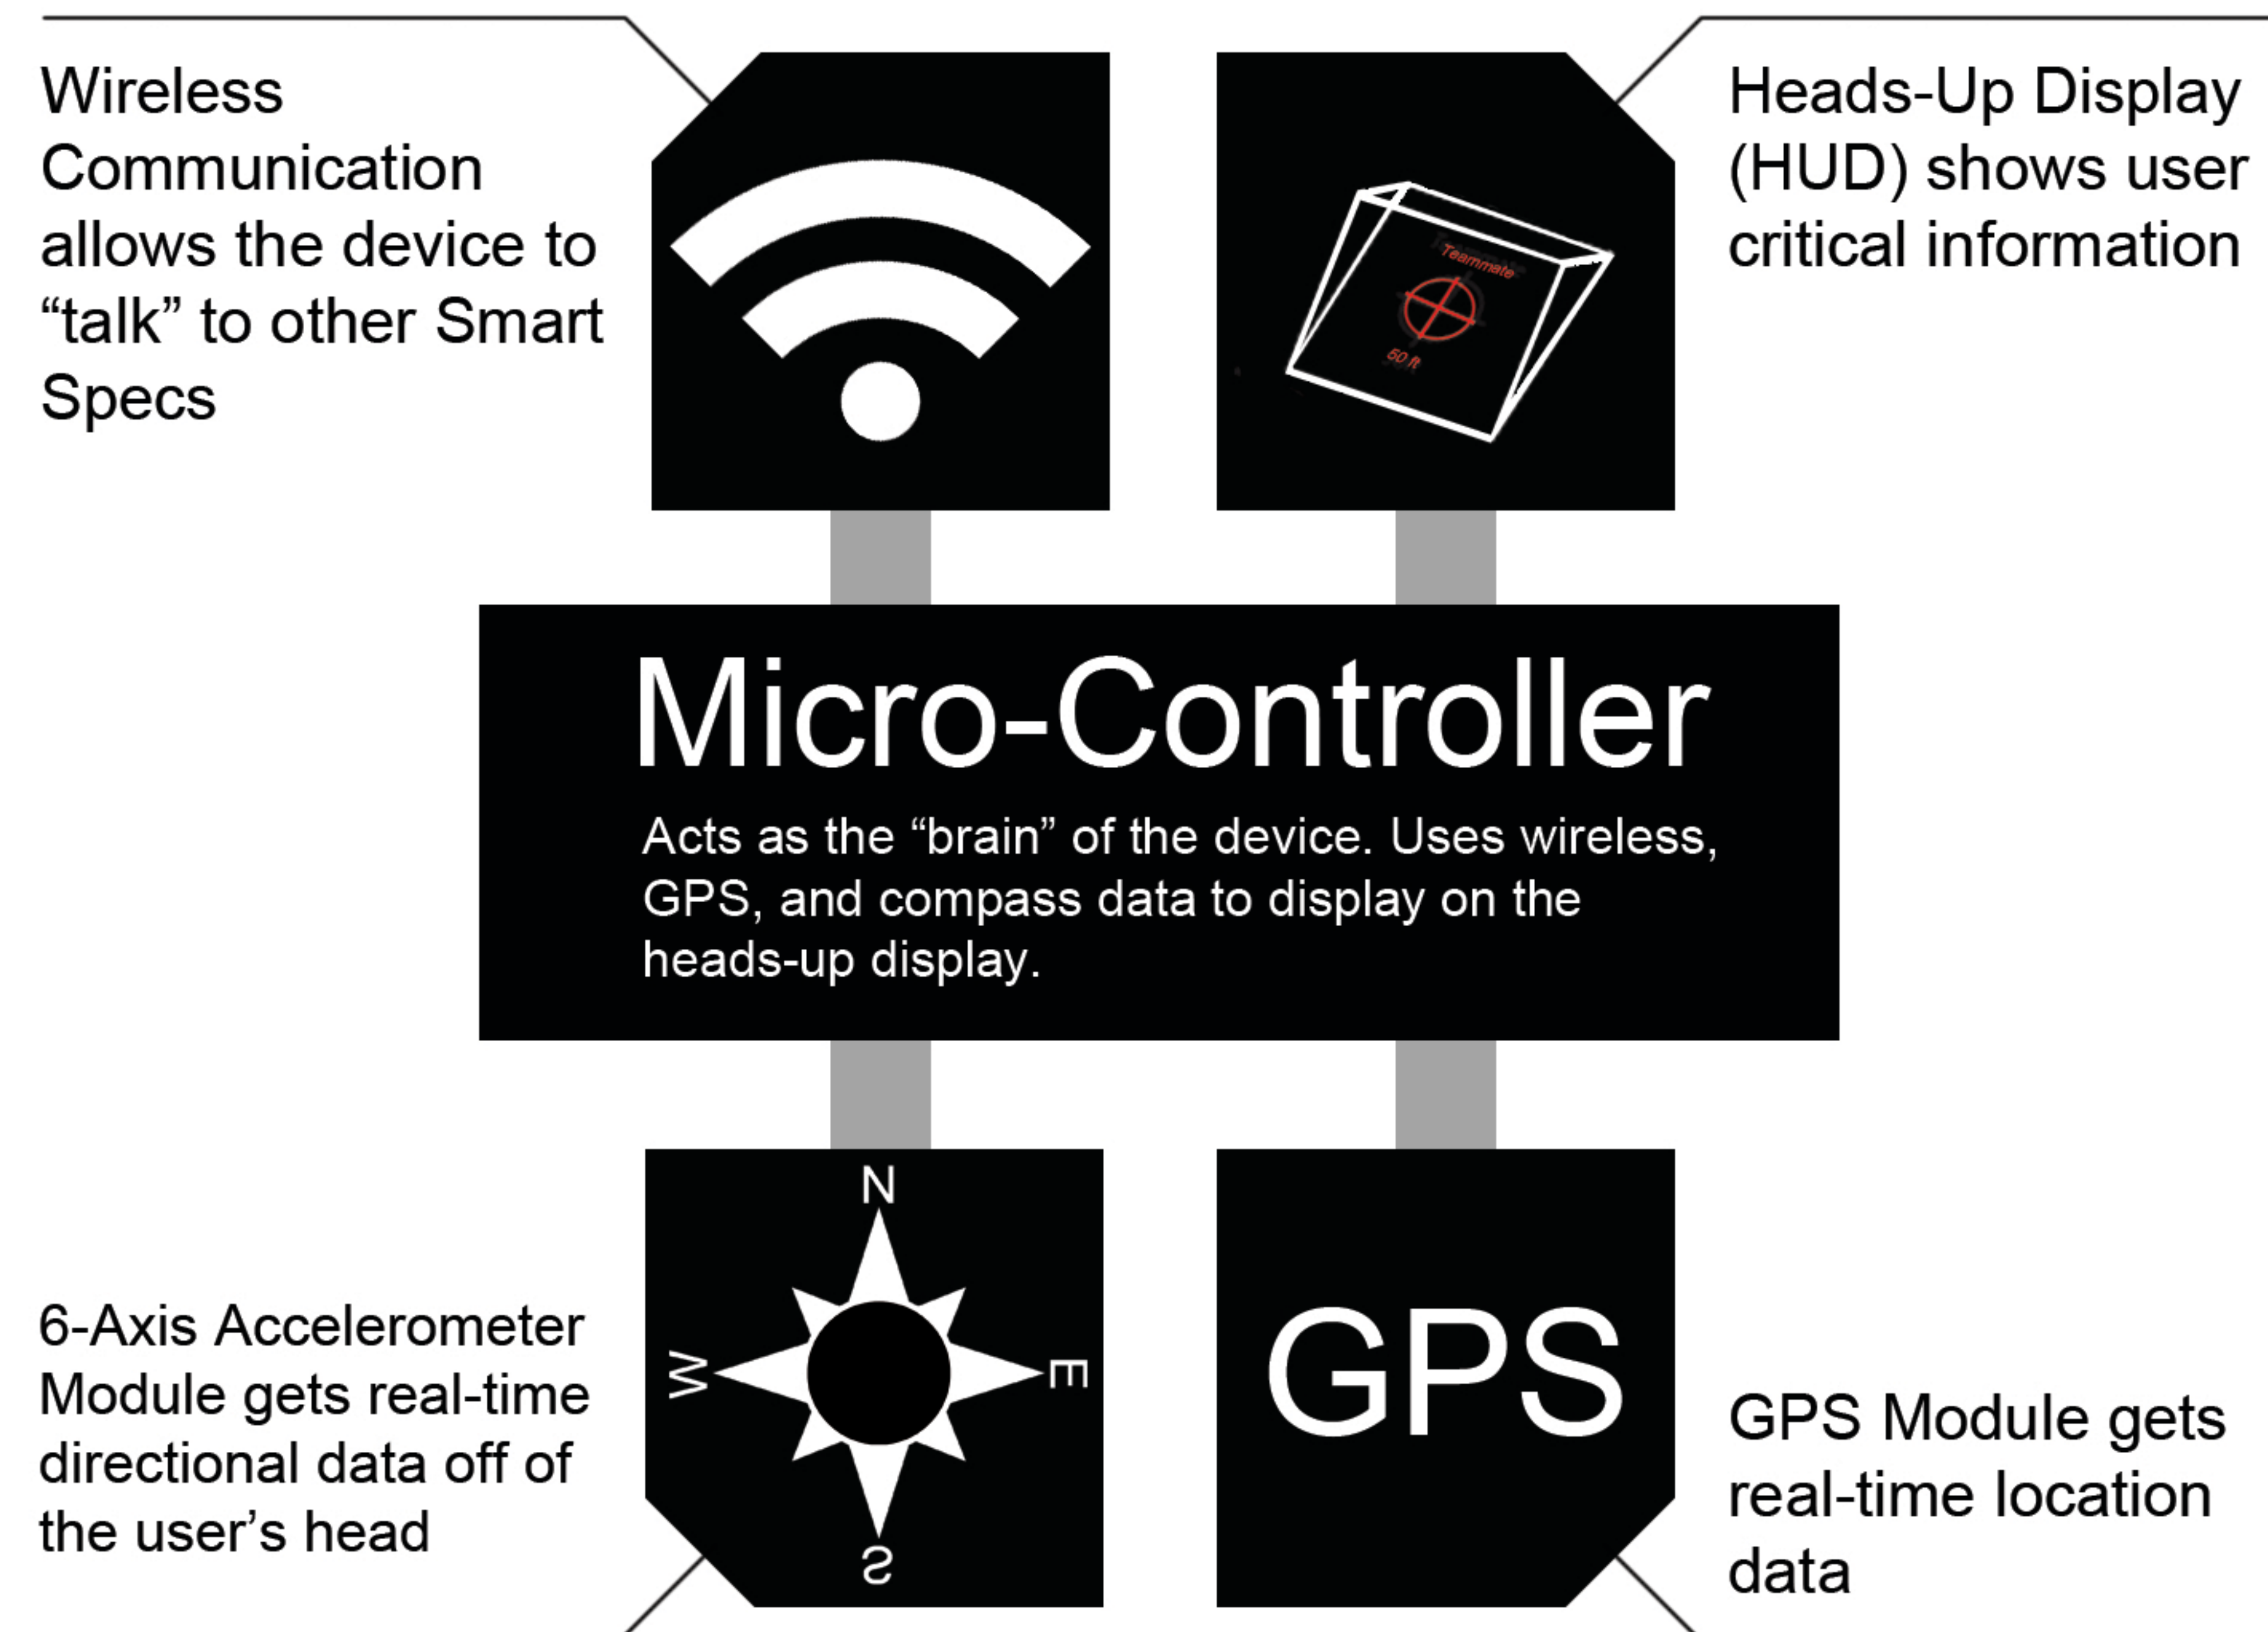 Wireless
Communication
allows the device to
“talk” to other Smart
Specs
Heads-Up Display
(HUD) shows user
critical information
Teammate
50 ft
Micro-Controller
Acts as the “brain” of the device. Uses wireless,
GPS, and compass data to display on the
heads-up display.
6-Axis Accelerometer
Module gets real-time
directional data off of
the user’s head
N
W
E
S
GPS
GPS Module gets
real-time location
data